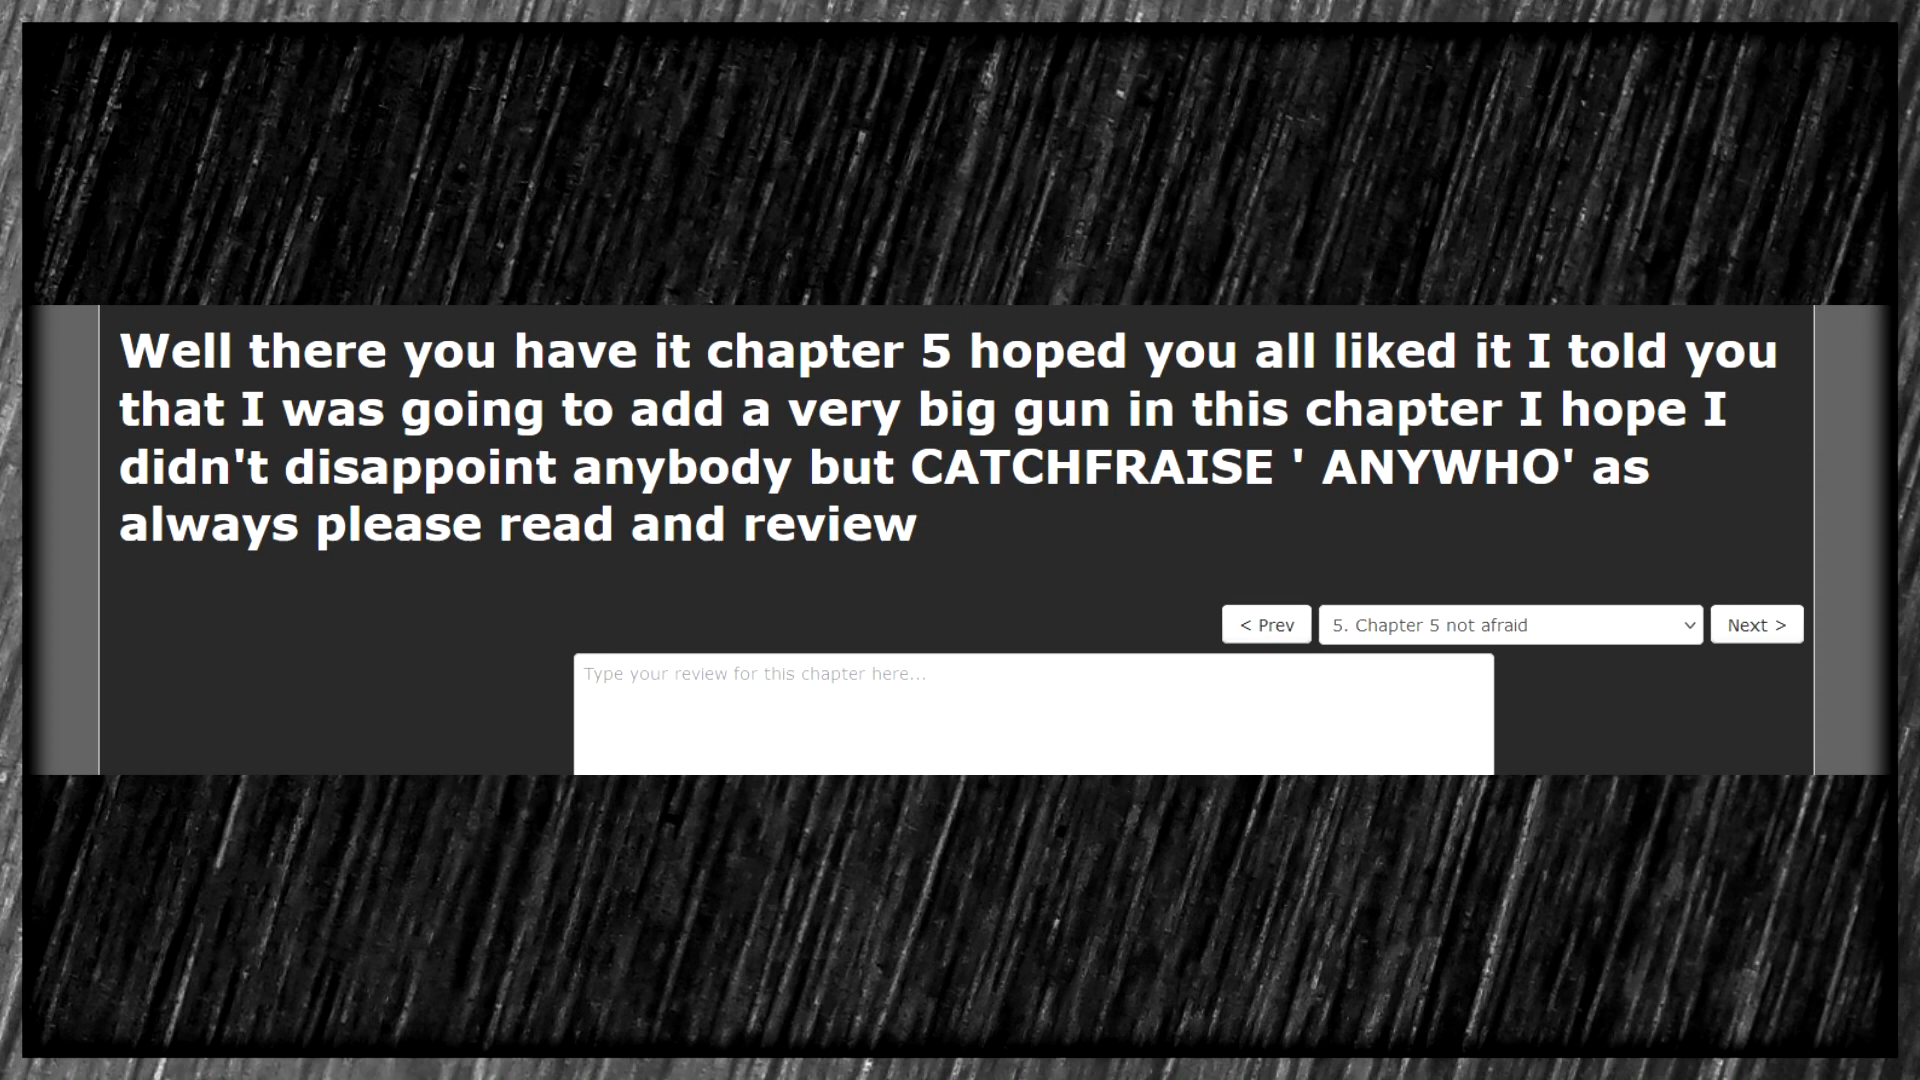 Well there you have it chapter 5 hoped you all liked it I told you
that I was going to add a very big gun in this chapter I hope I
didn't disappoint anybody but CATCHFRAISE ' ANYWHO' as
always please read and review
< Prev
5. Chapter 5 not afraid
Next >
Type your review for this chapter here...